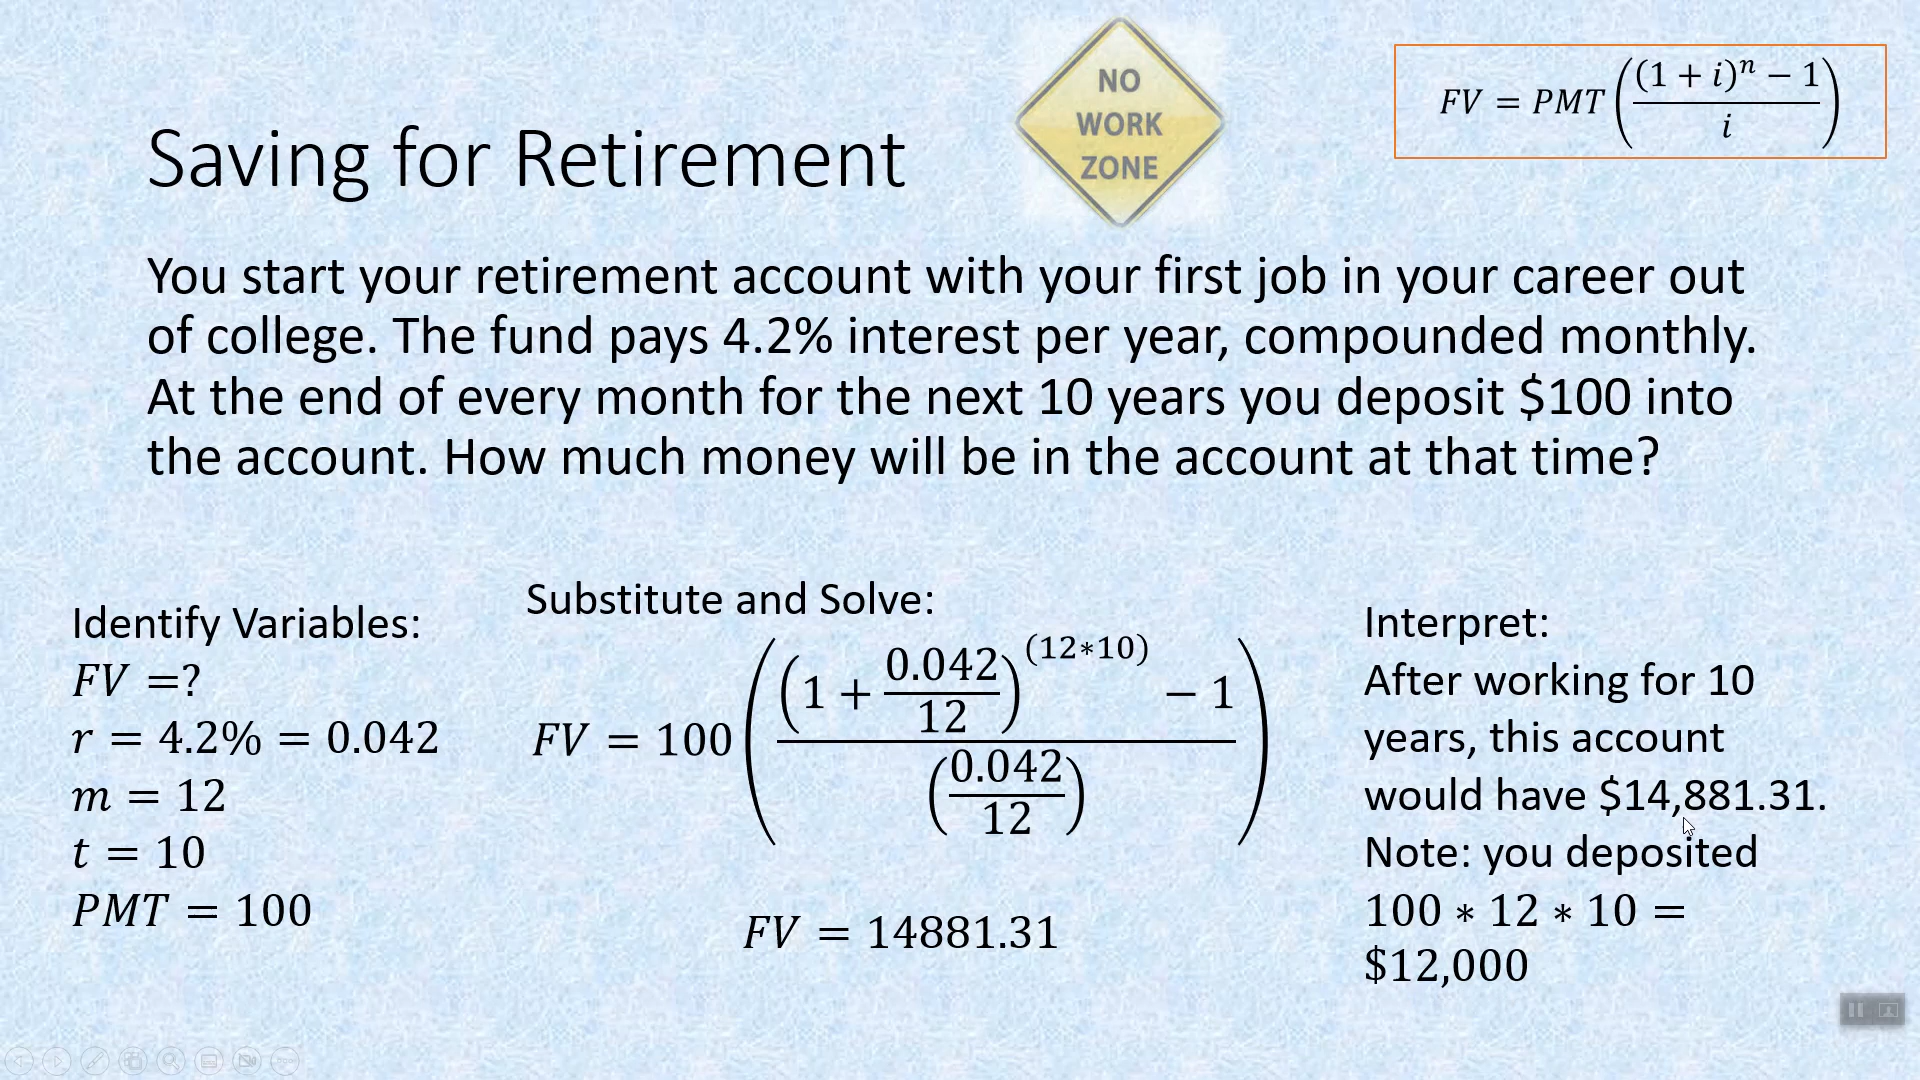 NO
WORK
ZONE
FV = PMT(((1 + i)^n − 1)/i)
Saving for Retirement
You start your retirement account with your first job in your career out
of college. The fund pays 4.2% interest per year, compounded monthly.
At the end of every month for the next 10 years you deposit $100 into
the account. How much money will be in the account at that time?
Identify Variables:
FV =?
r = 4.2% = 0.042
m = 12
t = 10
PMT = 100
Substitute and Solve:
FV = 100(((1 + 0.042/12)^(12*10) − 1)/(0.042/12))
FV = 14881.31
Interpret:
After working for 10
years, this account
would have $14,881.31.
Note: you deposited
100 * 12 * 10 =
$12,000